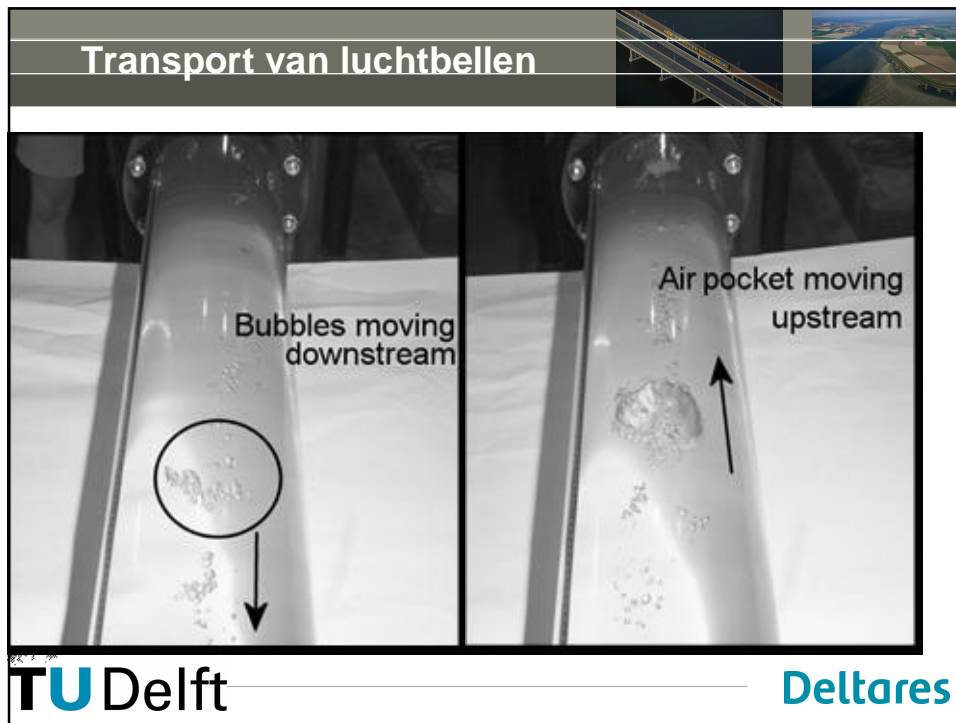 Transport van luchtbellen
Bubbles moving
downstream
Air pocket moving
upstream
TU Delft
Deltares